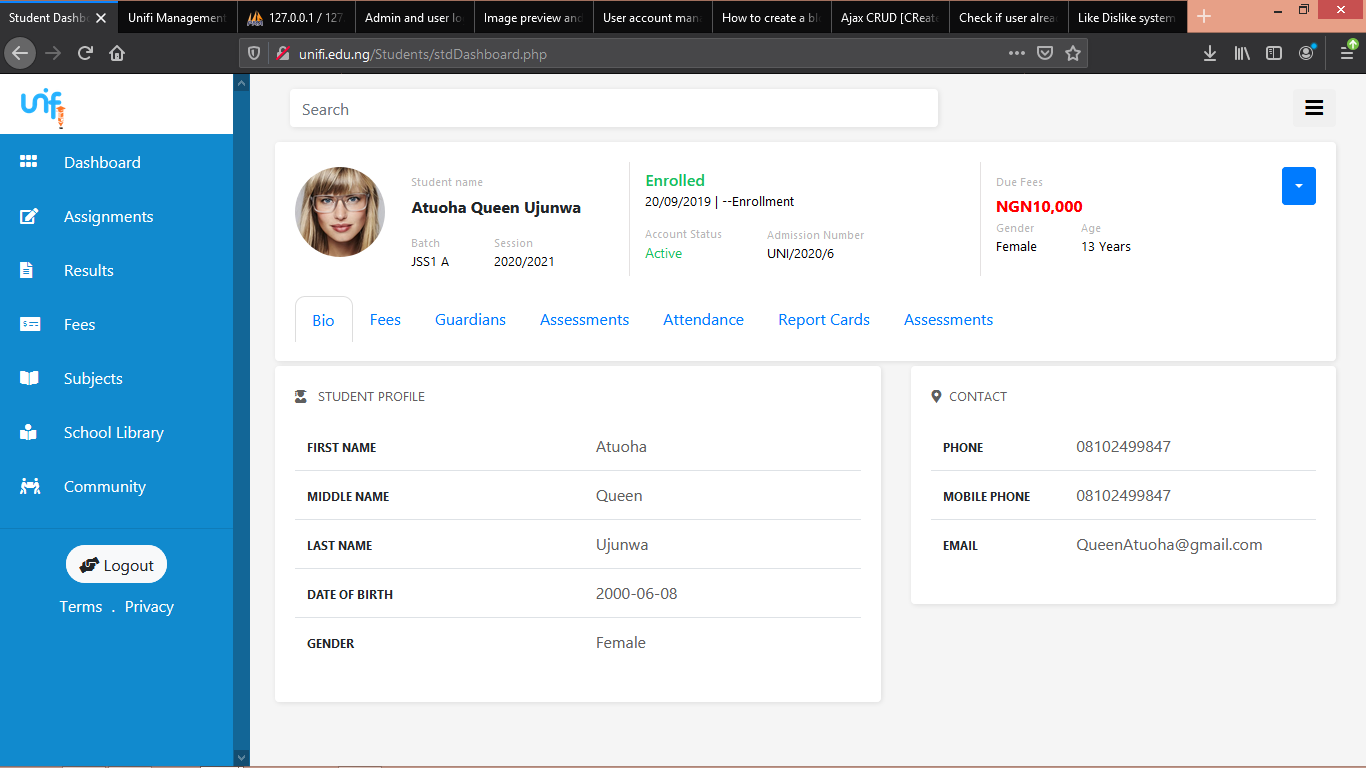 Student Dashb
Unifi Management
127.0.0.1 / 127.
Admin and user lo
Image preview and
User account mana
How to create a blo
Ajax CRUD [CReate
Check if user alrea
Like Dislike system
unifi.edu.ng/Students/stdDashboard.php
unifi
Search
Dashboard
Assignments
Results
Fees
Subjects
School Library
Community
Logout
Terms . Privacy
Student name
Atuoha Queen Ujunwa
Batch Session
JSS1 A 2020/2021
Enrolled
20/09/2019 | --Enrollment
Account Status Admission Number
Active UNI/2020/6
Due Fees
NGN10,000
Gender Age
Female 13 Years
Bio Fees Guardians Assessments Attendance Report Cards Assessments
STUDENT PROFILE
FIRST NAME Atuoha
MIDDLE NAME Queen
LAST NAME Ujunwa
DATE OF BIRTH 2000-06-08
GENDER Female
CONTACT
PHONE 08102499847
MOBILE PHONE 08102499847
EMAIL QueenAtuoha@gmail.com